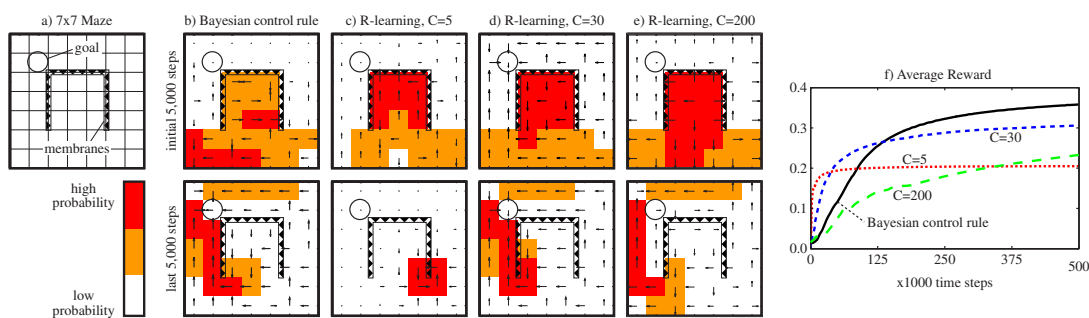 a) 7x7 Maze
b) Bayesian control rule
c) R-learning, C=5
d) R-learning, C=30
e) R-learning, C=200
goal
membranes
initial 5,000 steps
high
probability
low
probability
last 5,000 steps
f) Average Reward
0.4
0.3
0.2
0.1
0.0
C=30
C=5
C=200
Bayesian control rule
0
125
250
375
500
x1000 time steps